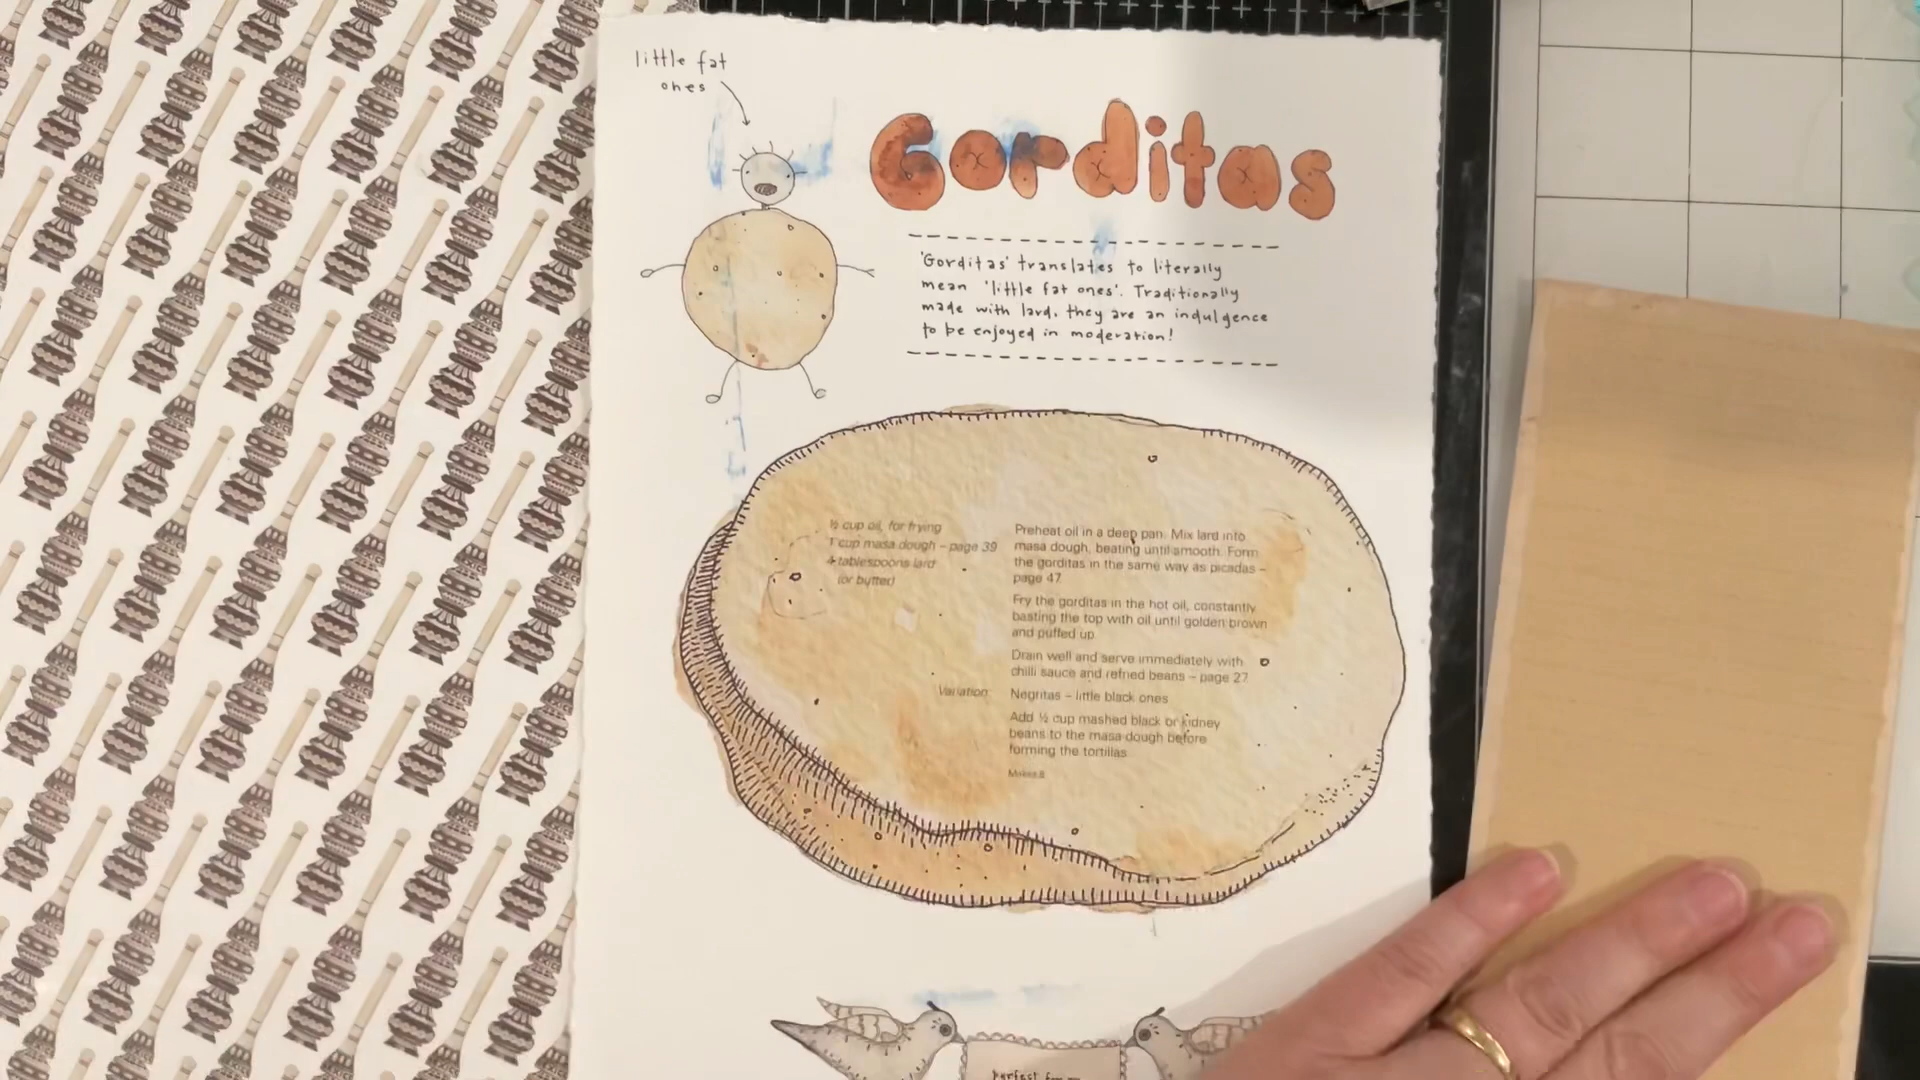 little fat
ones
Gorditas
'Gorditas' translates to literally
mean 'little fat ones'. Traditionally
made with lard, they are an indulgence
to be enjoyed in moderation!
½ cup oil, for frying
1 cup masa dough – page 39
4 tablespoons lard
(or butter)
Preheat oil in a deep pan. Mix lard into
masa dough, beating until smooth. Form
the gorditas in the same way as picadas –
page 47
Fry the gorditas in the hot oil, constantly
basting the top with oil until golden brown
and puffed up
Drain well and serve immediately with
chilli sauce and refried beans – page 27
Variation: Negritas – little black ones
Add ½ cup mashed black or kidney
beans to the masa dough before
forming the tortillas
Makes 8
perfect for